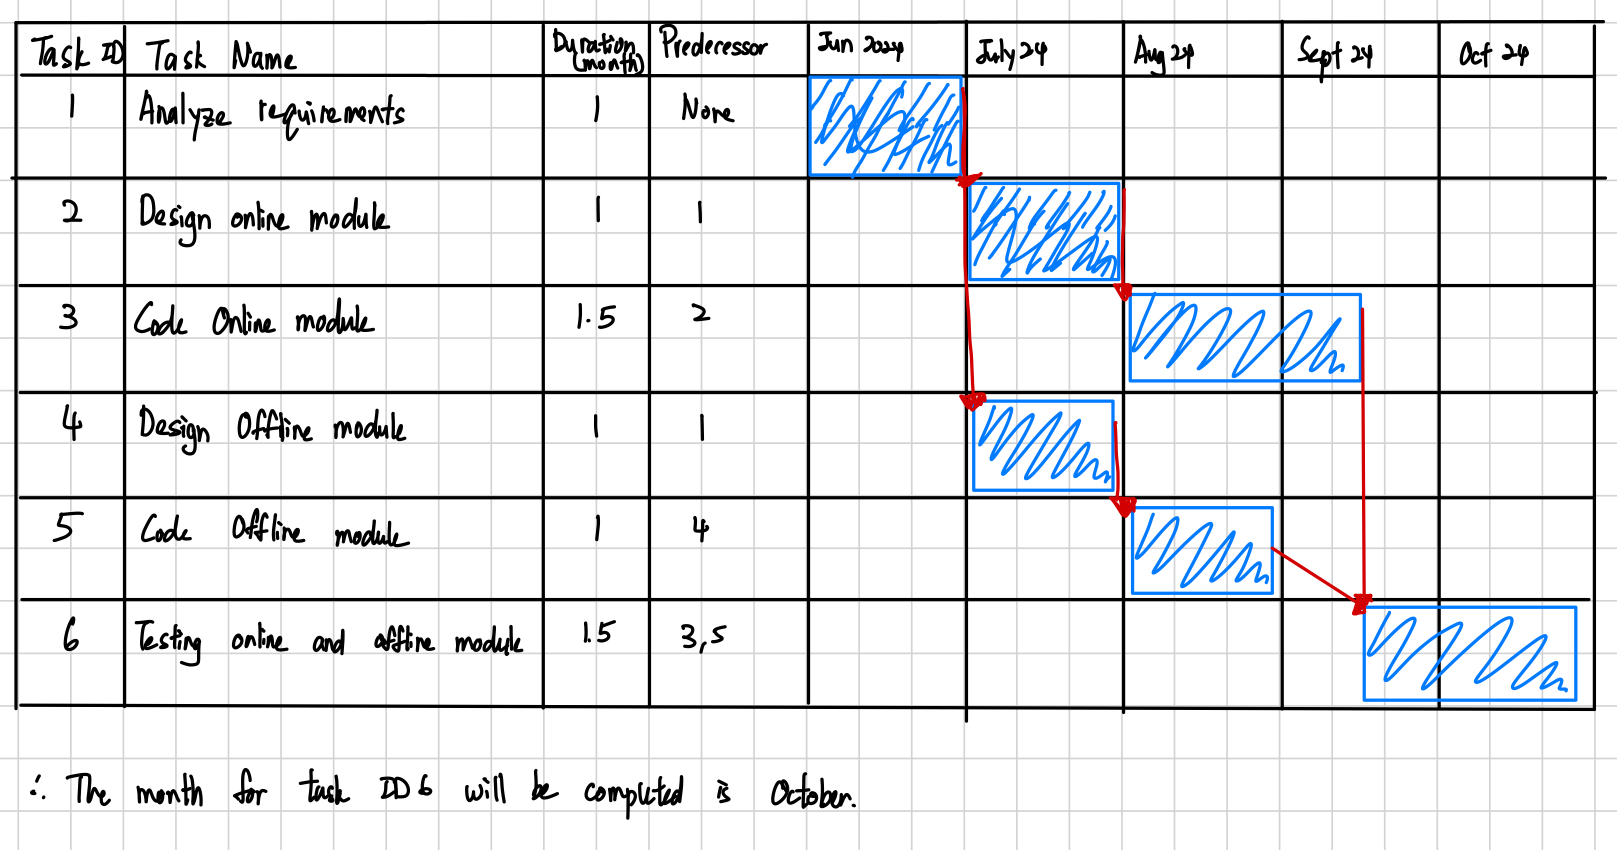 Task ID Task Name Duration (month) Predecessor Jun 2024 July 24 Aug 24 Sept 24 Oct 24
1 Analyze requirements 1 None
2 Design online module 1 1
3 Code Online module 1.5 2
4 Design Offline module 1 1
5 Code Offline module 1 4
6 Testing online and offline module 1.5 3,5
∴ The month for task ID 6 will be completed is October.